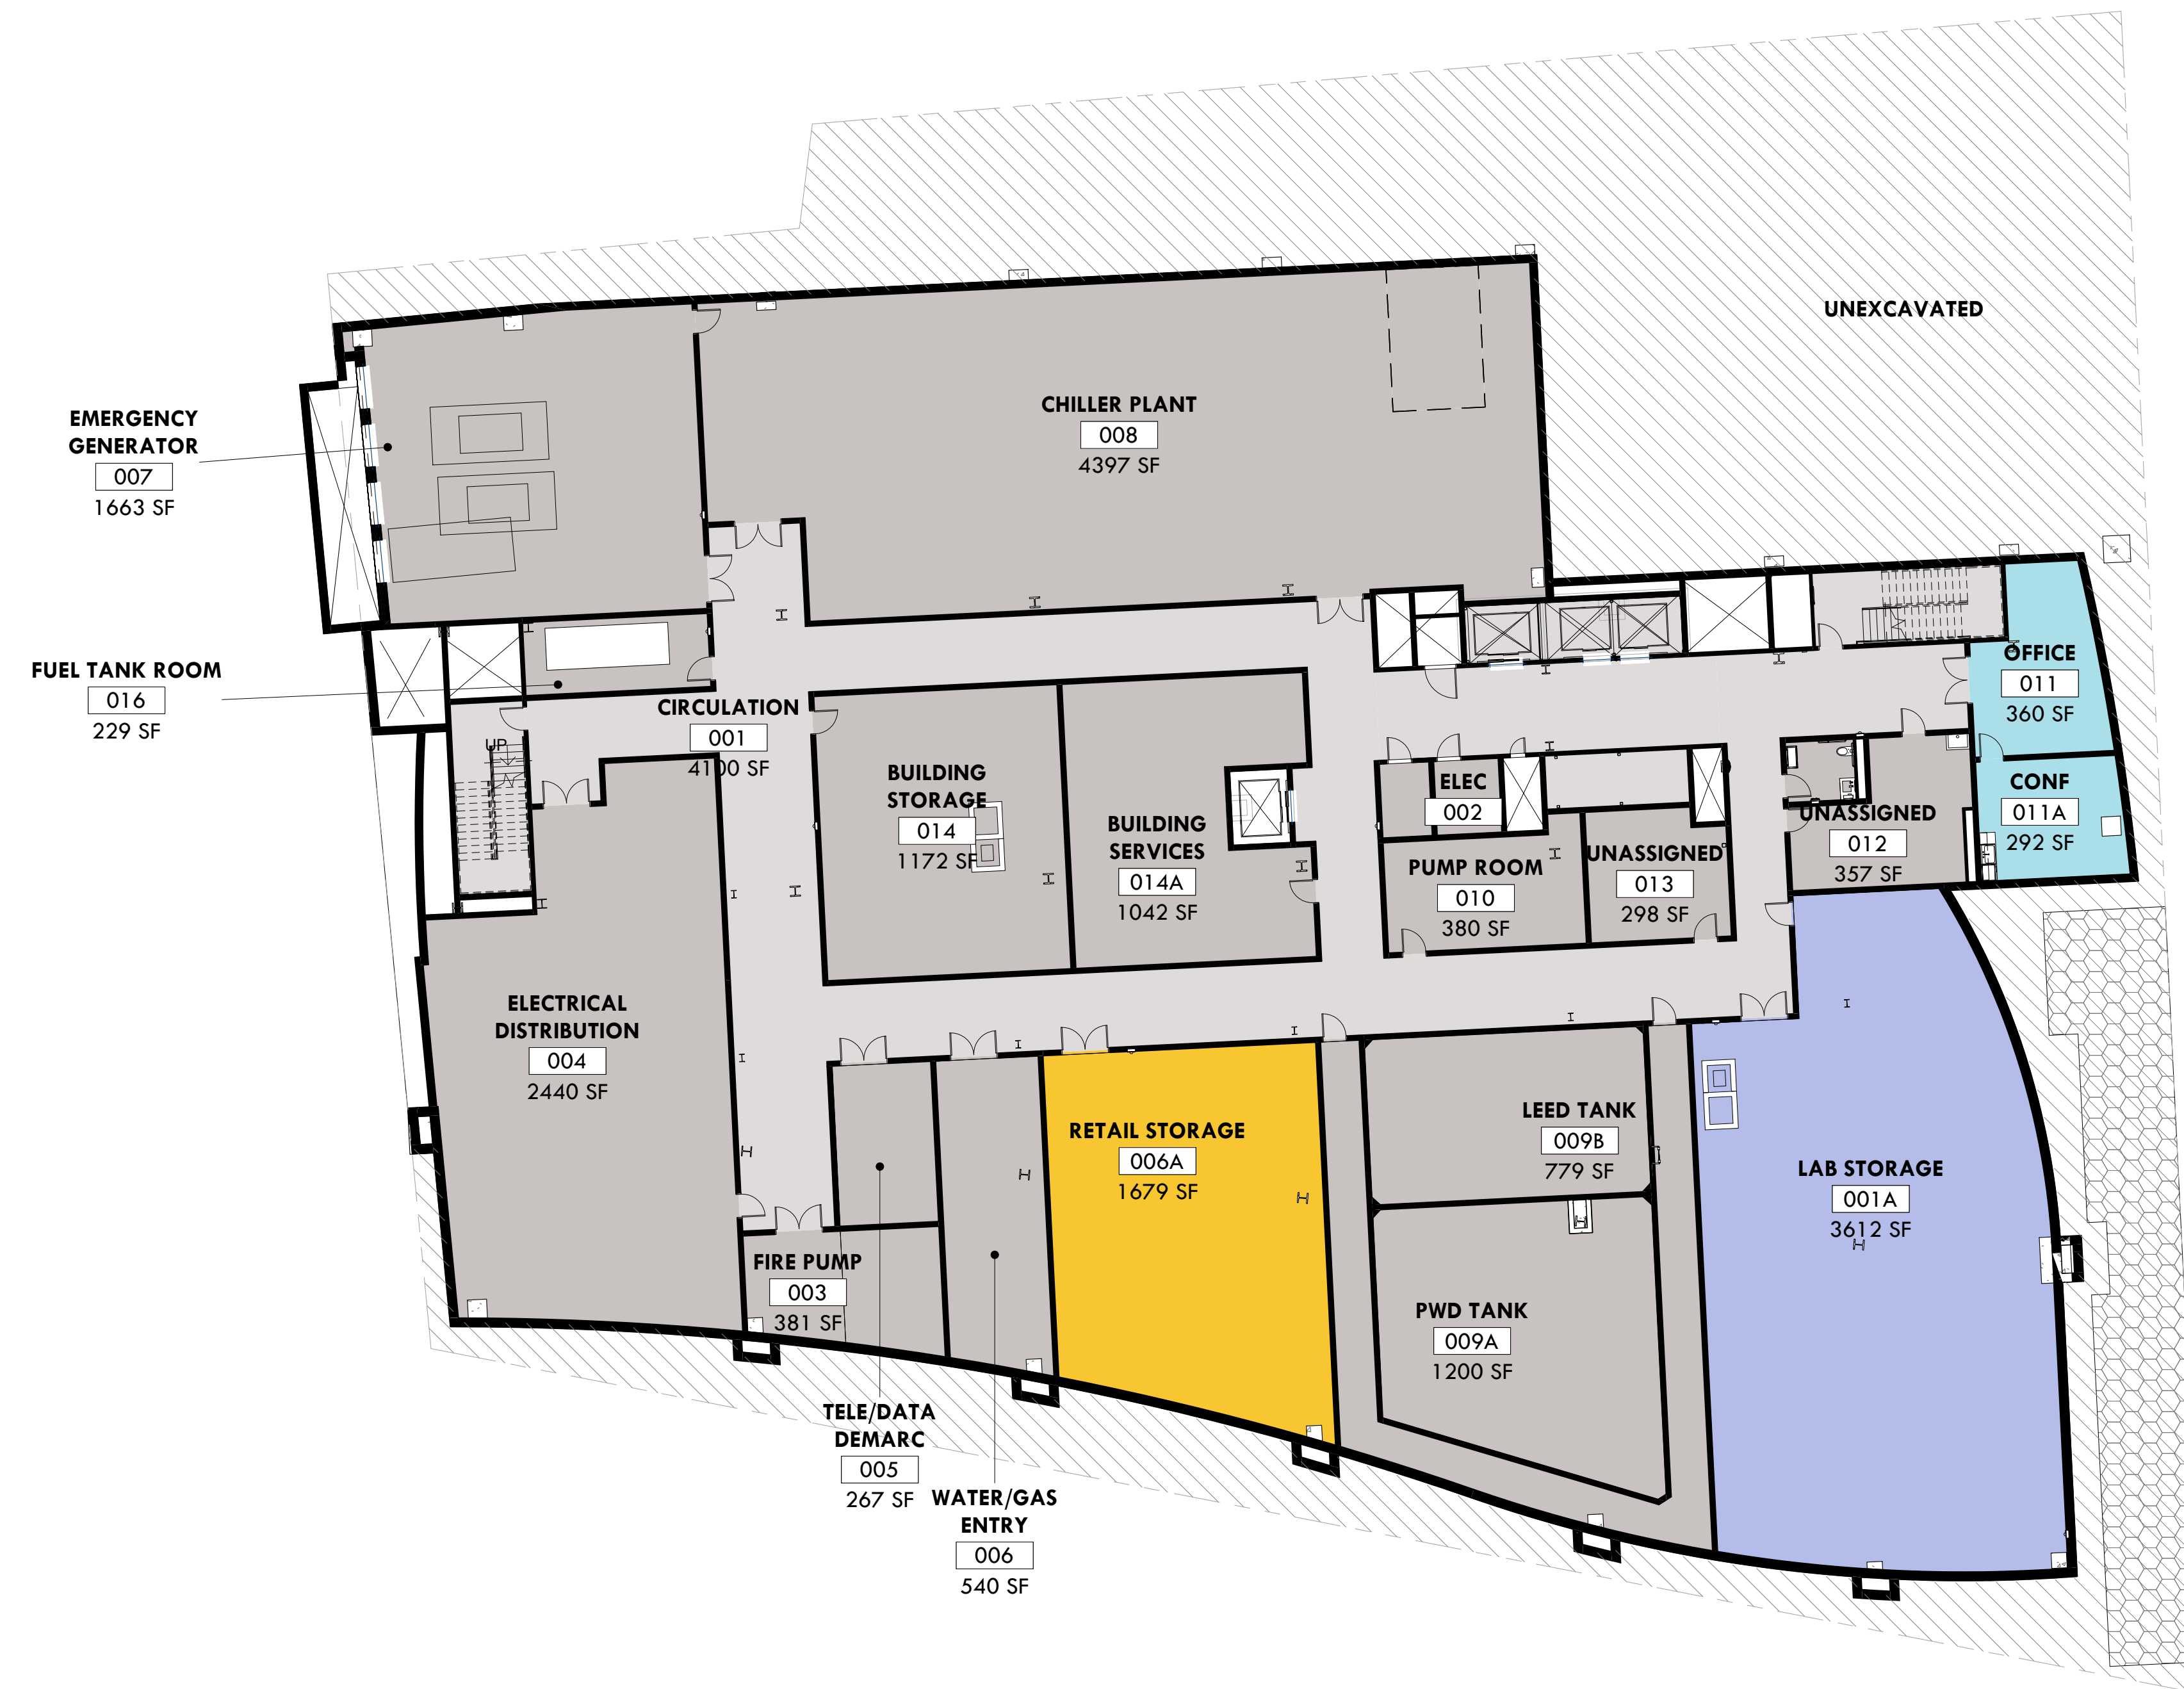 UNEXCAVATED
EMERGENCY
GENERATOR
007
1663 SF
CHILLER PLANT
008
4397 SF
FUEL TANK ROOM
016
229 SF
CIRCULATION
001
4100 SF
UP
OFFICE
011
360 SF
BUILDING
STORAGE
014
1172 SF
BUILDING
SERVICES
014A
1042 SF
ELEC
002
PUMP ROOM
010
380 SF
UNASSIGNED
013
298 SF
UNASSIGNED
012
357 SF
CONF
011A
292 SF
ELECTRICAL
DISTRIBUTION
004
2440 SF
RETAIL STORAGE
006A
1679 SF
LEED TANK
009B
779 SF
LAB STORAGE
001A
3612 SF
FIRE PUMP
003
381 SF
PWD TANK
009A
1200 SF
TELE/DATA
DEMARC
005
267 SF
WATER/GAS
ENTRY
006
540 SF